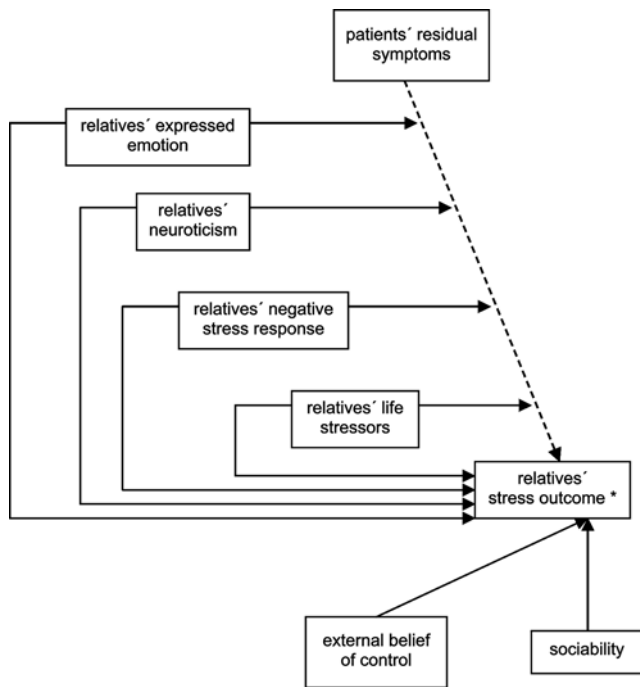 patients´ residual
symptoms
relatives´ expressed
emotion
relatives´
neuroticism
relatives´ negative
stress response
relatives´ life
stressors
relatives´
stress outcome *
external belief
of control
sociability